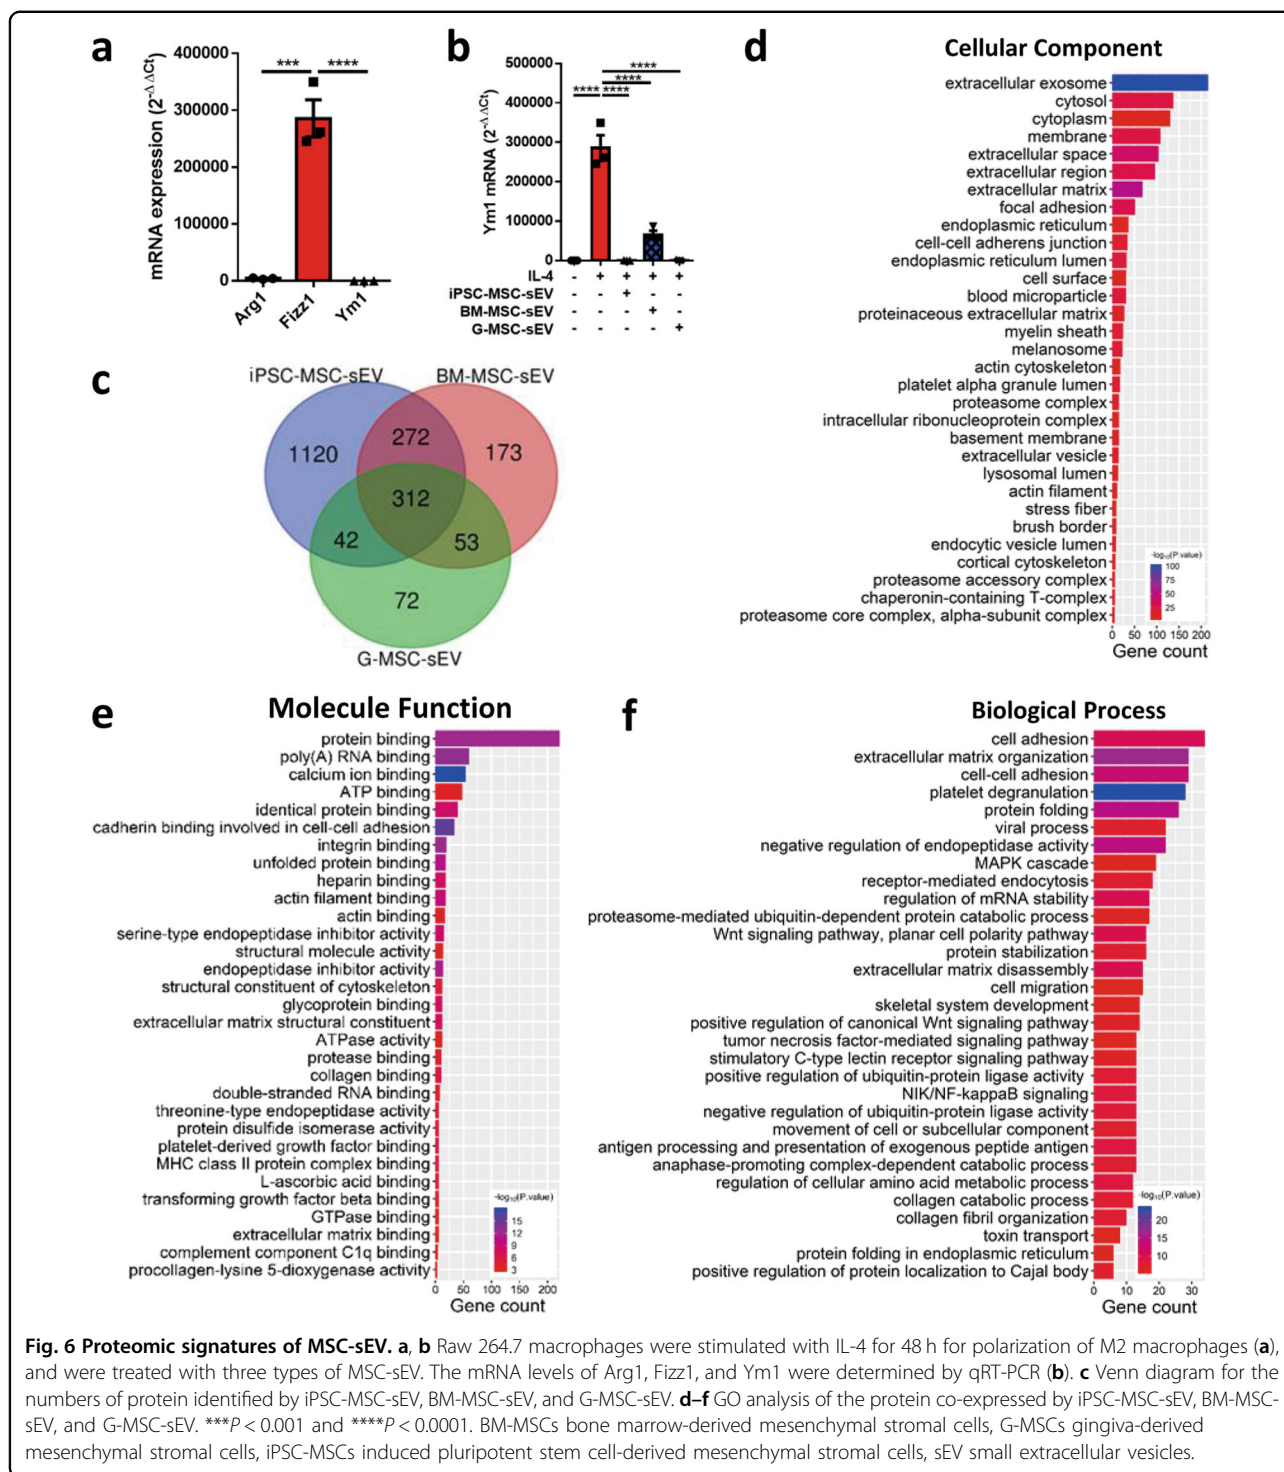 a
mRNA expression (2^-ΔΔCt)
400000
300000
200000
100000
0
***
****
Arg1
Fizz1
Ym1
b
Ym1 mRNA (2^-ΔΔCt)
500000
400000
300000
200000
100000
0
****
****
**** ****
IL-4 - + + + +
iPSC-MSC-sEV - - + - -
BM-MSC-sEV - - - + -
G-MSC-sEV - - - - +
c
iPSC-MSC-sEV
BM-MSC-sEV
1120
272
173
312
42
53
72
G-MSC-sEV
d
Cellular Component
extracellular exosome
cytosol
cytoplasm
membrane
extracellular space
extracellular region
extracellular matrix
focal adhesion
endoplasmic reticulum
cell-cell adherens junction
endoplasmic reticulum lumen
cell surface
blood microparticle
proteinaceous extracellular matrix
myelin sheath
melanosome
actin cytoskeleton
platelet alpha granule lumen
proteasome complex
intracellular ribonucleoprotein complex
basement membrane
extracellular vesicle
lysosomal lumen
actin filament
stress fiber
brush border
endocytic vesicle lumen
cortical cytoskeleton
proteasome accessory complex
chaperonin-containing T-complex
proteasome core complex, alpha-subunit complex
-log10(P.value)
100
75
50
25
0 50 100 150 200
Gene count
e
Molecule Function
protein binding
poly(A) RNA binding
calcium ion binding
ATP binding
identical protein binding
cadherin binding involved in cell-cell adhesion
integrin binding
unfolded protein binding
heparin binding
actin filament binding
actin binding
serine-type endopeptidase inhibitor activity
structural molecule activity
endopeptidase inhibitor activity
structural constituent of cytoskeleton
glycoprotein binding
extracellular matrix structural constituent
ATPase activity
protease binding
collagen binding
double-stranded RNA binding
threonine-type endopeptidase activity
protein disulfide isomerase activity
platelet-derived growth factor binding
MHC class II protein complex binding
L-ascorbic acid binding
transforming growth factor beta binding
GTPase binding
extracellular matrix binding
complement component C1q binding
procollagen-lysine 5-dioxygenase activity
-log10(P.value)
15
12
9
6
3
0 50 100 150 200
Gene count
f
Biological Process
cell adhesion
extracellular matrix organization
cell-cell adhesion
platelet degranulation
protein folding
viral process
negative regulation of endopeptidase activity
MAPK cascade
receptor-mediated endocytosis
regulation of mRNA stability
proteasome-mediated ubiquitin-dependent protein catabolic process
Wnt signaling pathway, planar cell polarity pathway
protein stabilization
extracellular matrix disassembly
cell migration
skeletal system development
positive regulation of canonical Wnt signaling pathway
tumor necrosis factor-mediated signaling pathway
stimulatory C-type lectin receptor signaling pathway
positive regulation of ubiquitin-protein ligase activity
NIK/NF-kappaB signaling
negative regulation of ubiquitin-protein ligase activity
movement of cell or subcellular component
antigen processing and presentation of exogenous peptide antigen
anaphase-promoting complex-dependent catabolic process
regulation of cellular amino acid metabolic process
collagen catabolic process
collagen fibril organization
toxin transport
protein folding in endoplasmic reticulum
positive regulation of protein localization to Cajal body
-log10(P.value)
20
15
10
0 10 20 30
Gene count
Fig. 6 Proteomic signatures of MSC-sEV. a, b Raw 264.7 macrophages were stimulated with IL-4 for 48 h for polarization of M2 macrophages (a),
and were treated with three types of MSC-sEV. The mRNA levels of Arg1, Fizz1, and Ym1 were determined by qRT-PCR (b). c Venn diagram for the
numbers of protein identified by iPSC-MSC-sEV, BM-MSC-sEV, and G-MSC-sEV. d–f GO analysis of the protein co-expressed by iPSC-MSC-sEV, BM-MSC-
sEV, and G-MSC-sEV. ***P < 0.001 and ****P < 0.0001. BM-MSCs bone marrow-derived mesenchymal stromal cells, G-MSCs gingiva-derived
mesenchymal stromal cells, iPSC-MSCs induced pluripotent stem cell-derived mesenchymal stromal cells, sEV small extracellular vesicles.